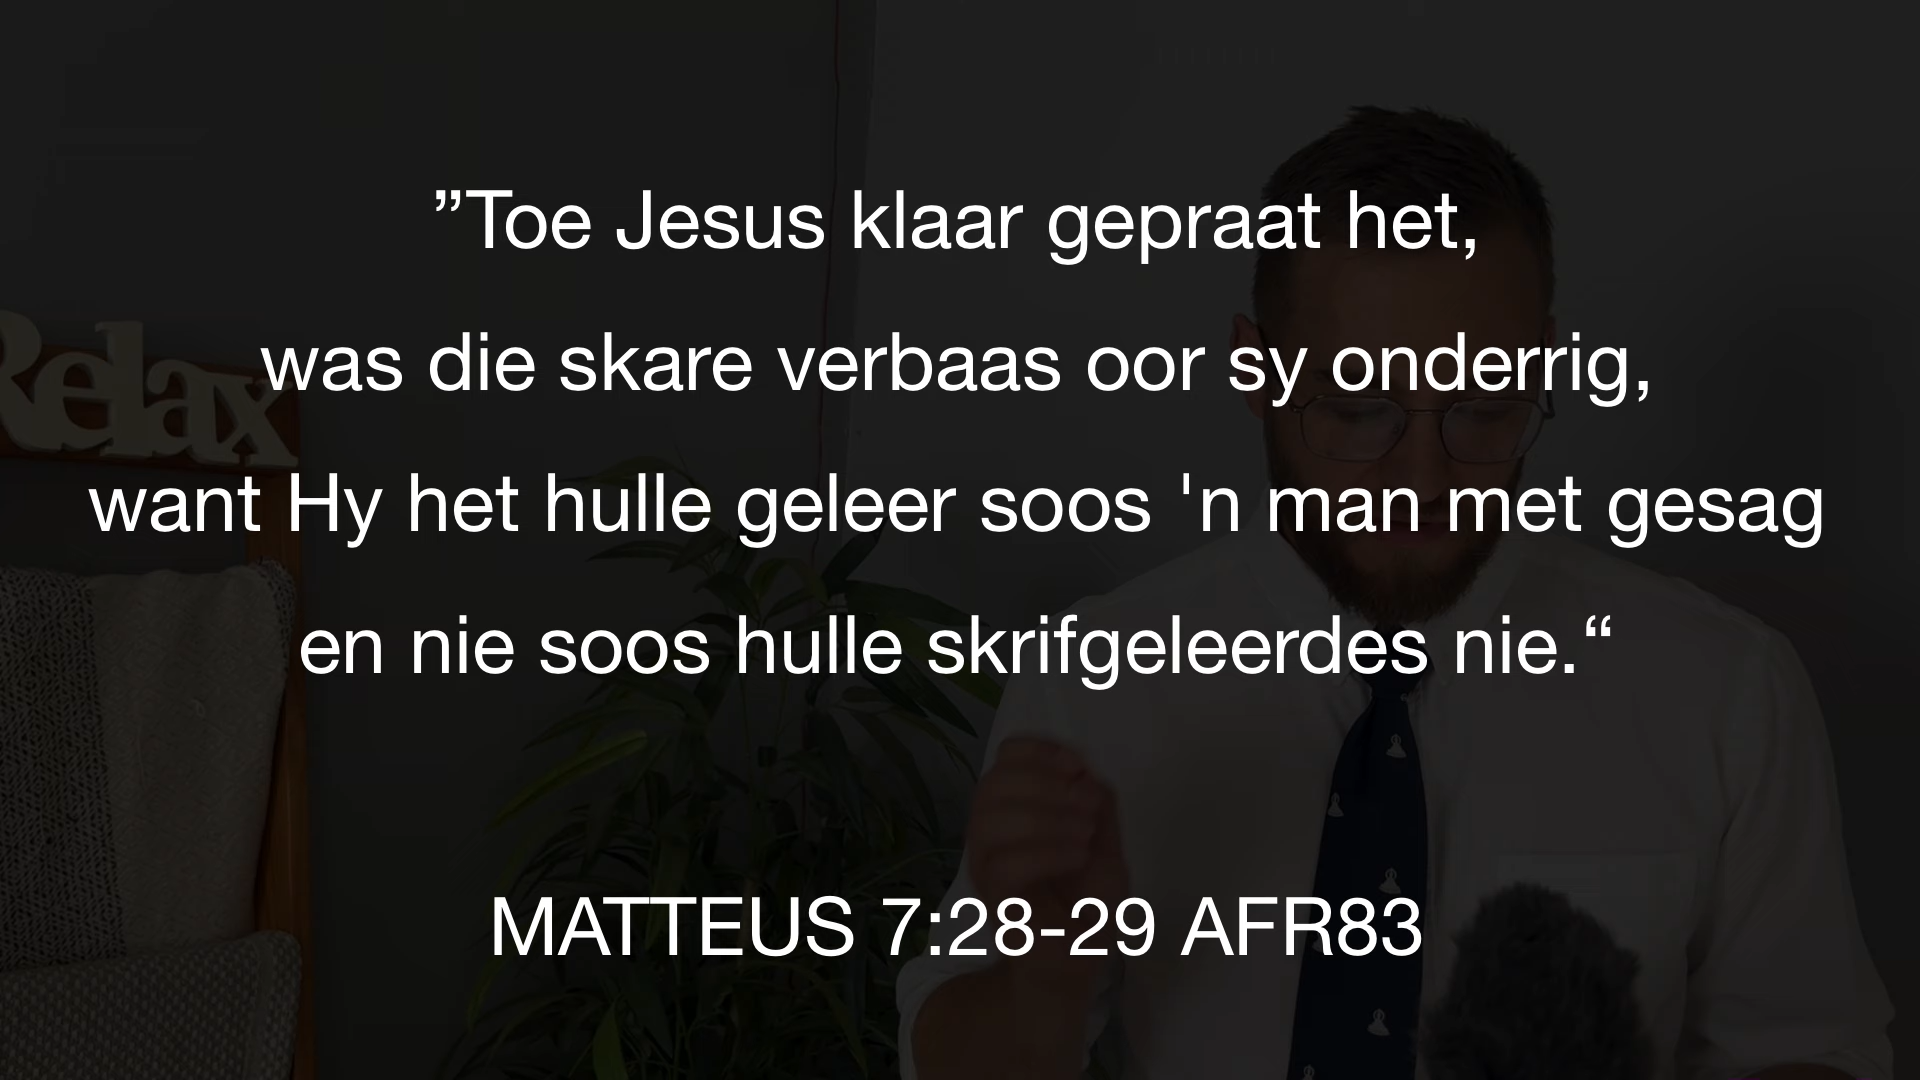 ”Toe Jesus klaar gepraat het,
was die skare verbaas oor sy onderrig,
want Hy het hulle geleer soos 'n man met gesag
en nie soos hulle skrifgeleerdes nie.“
MATTEUS 7:28-29 AFR83
Relax